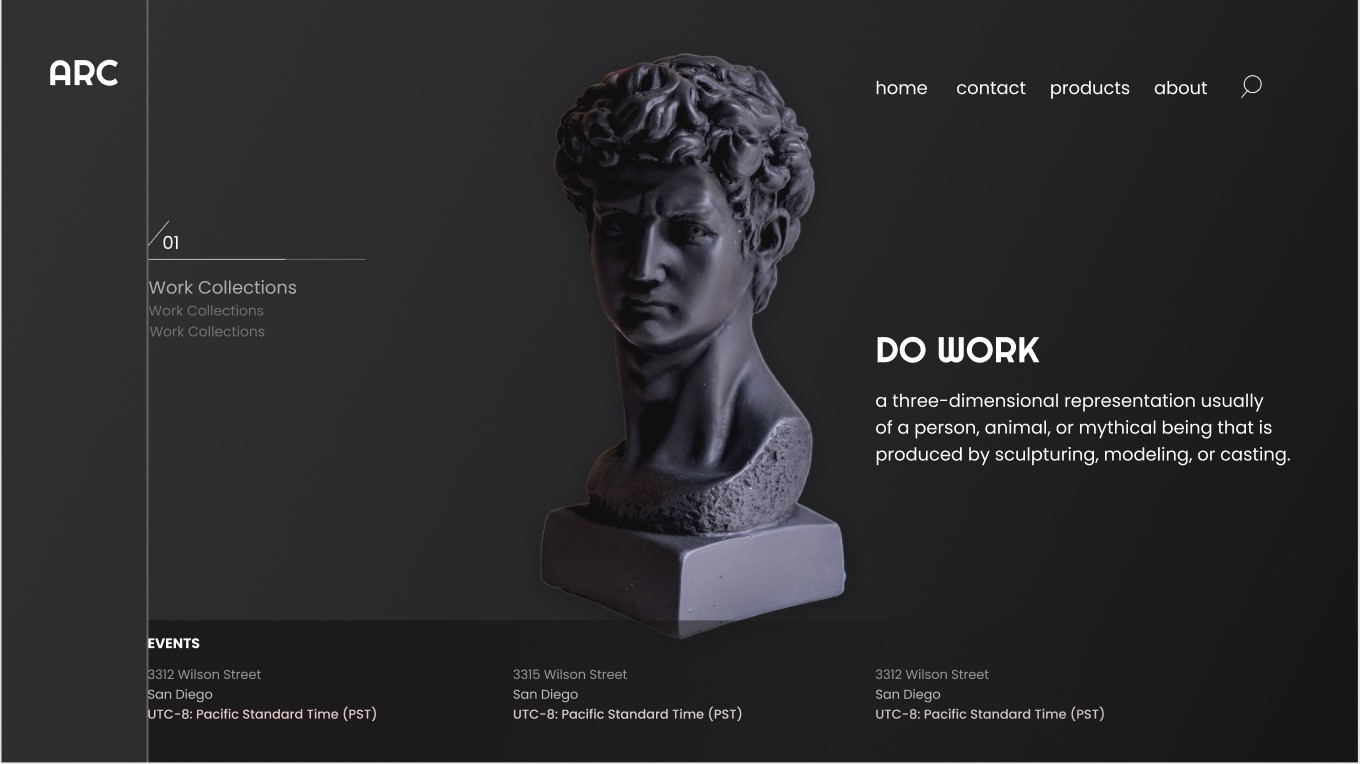 ARC
home contact products about
01
Work Collections
Work Collections
Work Collections
DO WORK
a three-dimensional representation usually
of a person, animal, or mythical being that is
produced by sculpturing, modeling, or casting.
EVENTS
3312 Wilson Street
San Diego
UTC-8: Pacific Standard Time (PST)
3315 Wilson Street
San Diego
UTC-8: Pacific Standard Time (PST)
3312 Wilson Street
San Diego
UTC-8: Pacific Standard Time (PST)